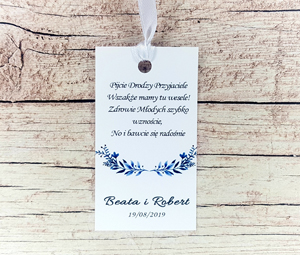 Pijcie Drodzy Przyjaciele
Wszakże mamy tu wesele!
Zdrowie Młodych szybko
wznoście,
No i bawcie się radośnie
Beata i Robert
19/08/2019